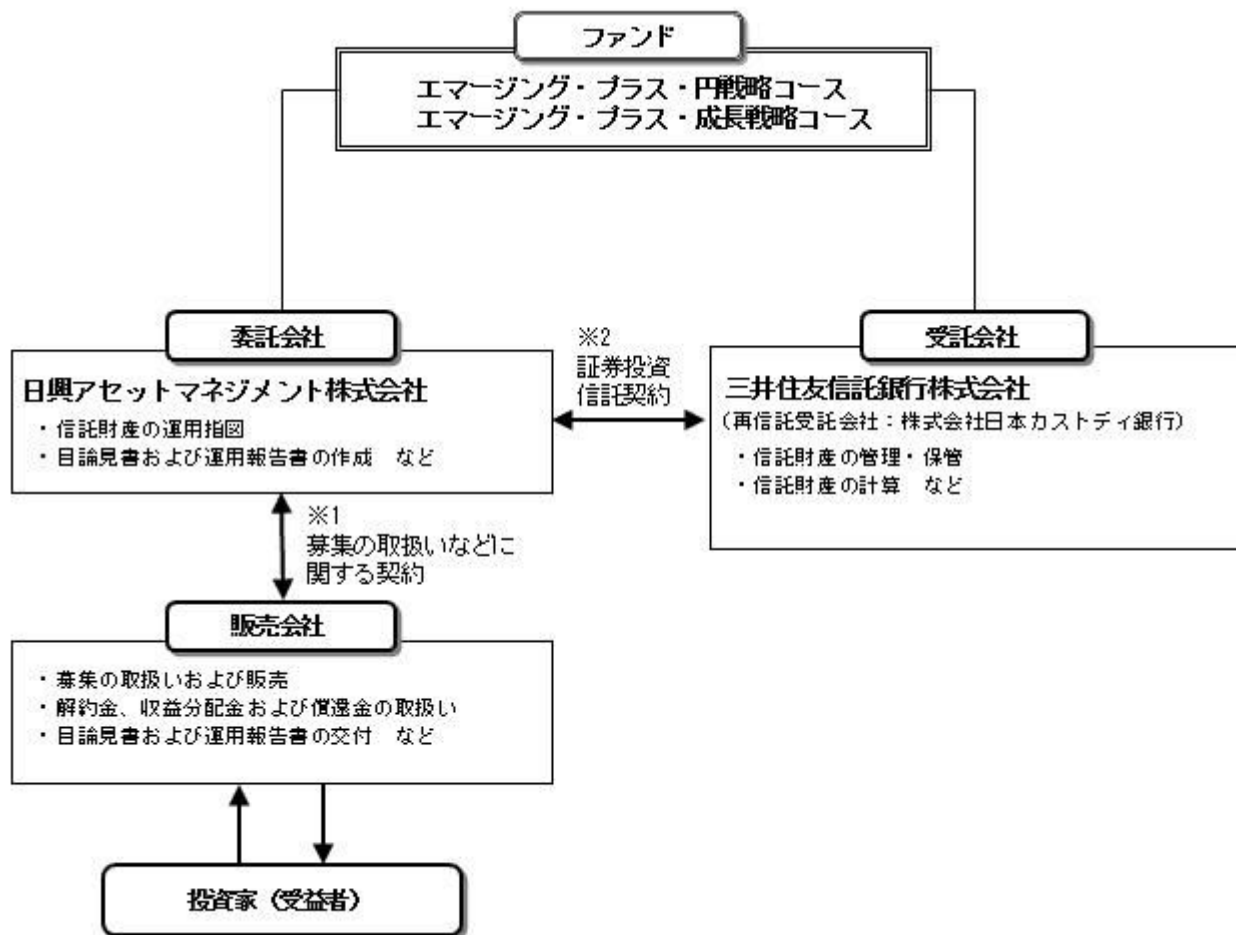 ファンド
エマージング・プラス・円戦略コース
エマージング・プラス・成長戦略コース
委託会社
日興アセットマネジメント株式会社
・信託財産の運用指図
・目論見書および運用報告書の作成 など
※2
証券投資
信託契約
受託会社
三井住友信託銀行株式会社
(再信託受託会社:株式会社日本カストディ銀行)
・信託財産の管理・保管
・信託財産の計算 など
※1
募集の取扱いなどに
関する契約
販売会社
・募集の取扱いおよび販売
・解約金、収益分配金および償還金の取扱い
・目論見書および運用報告書の交付 など
投資家(受益者)